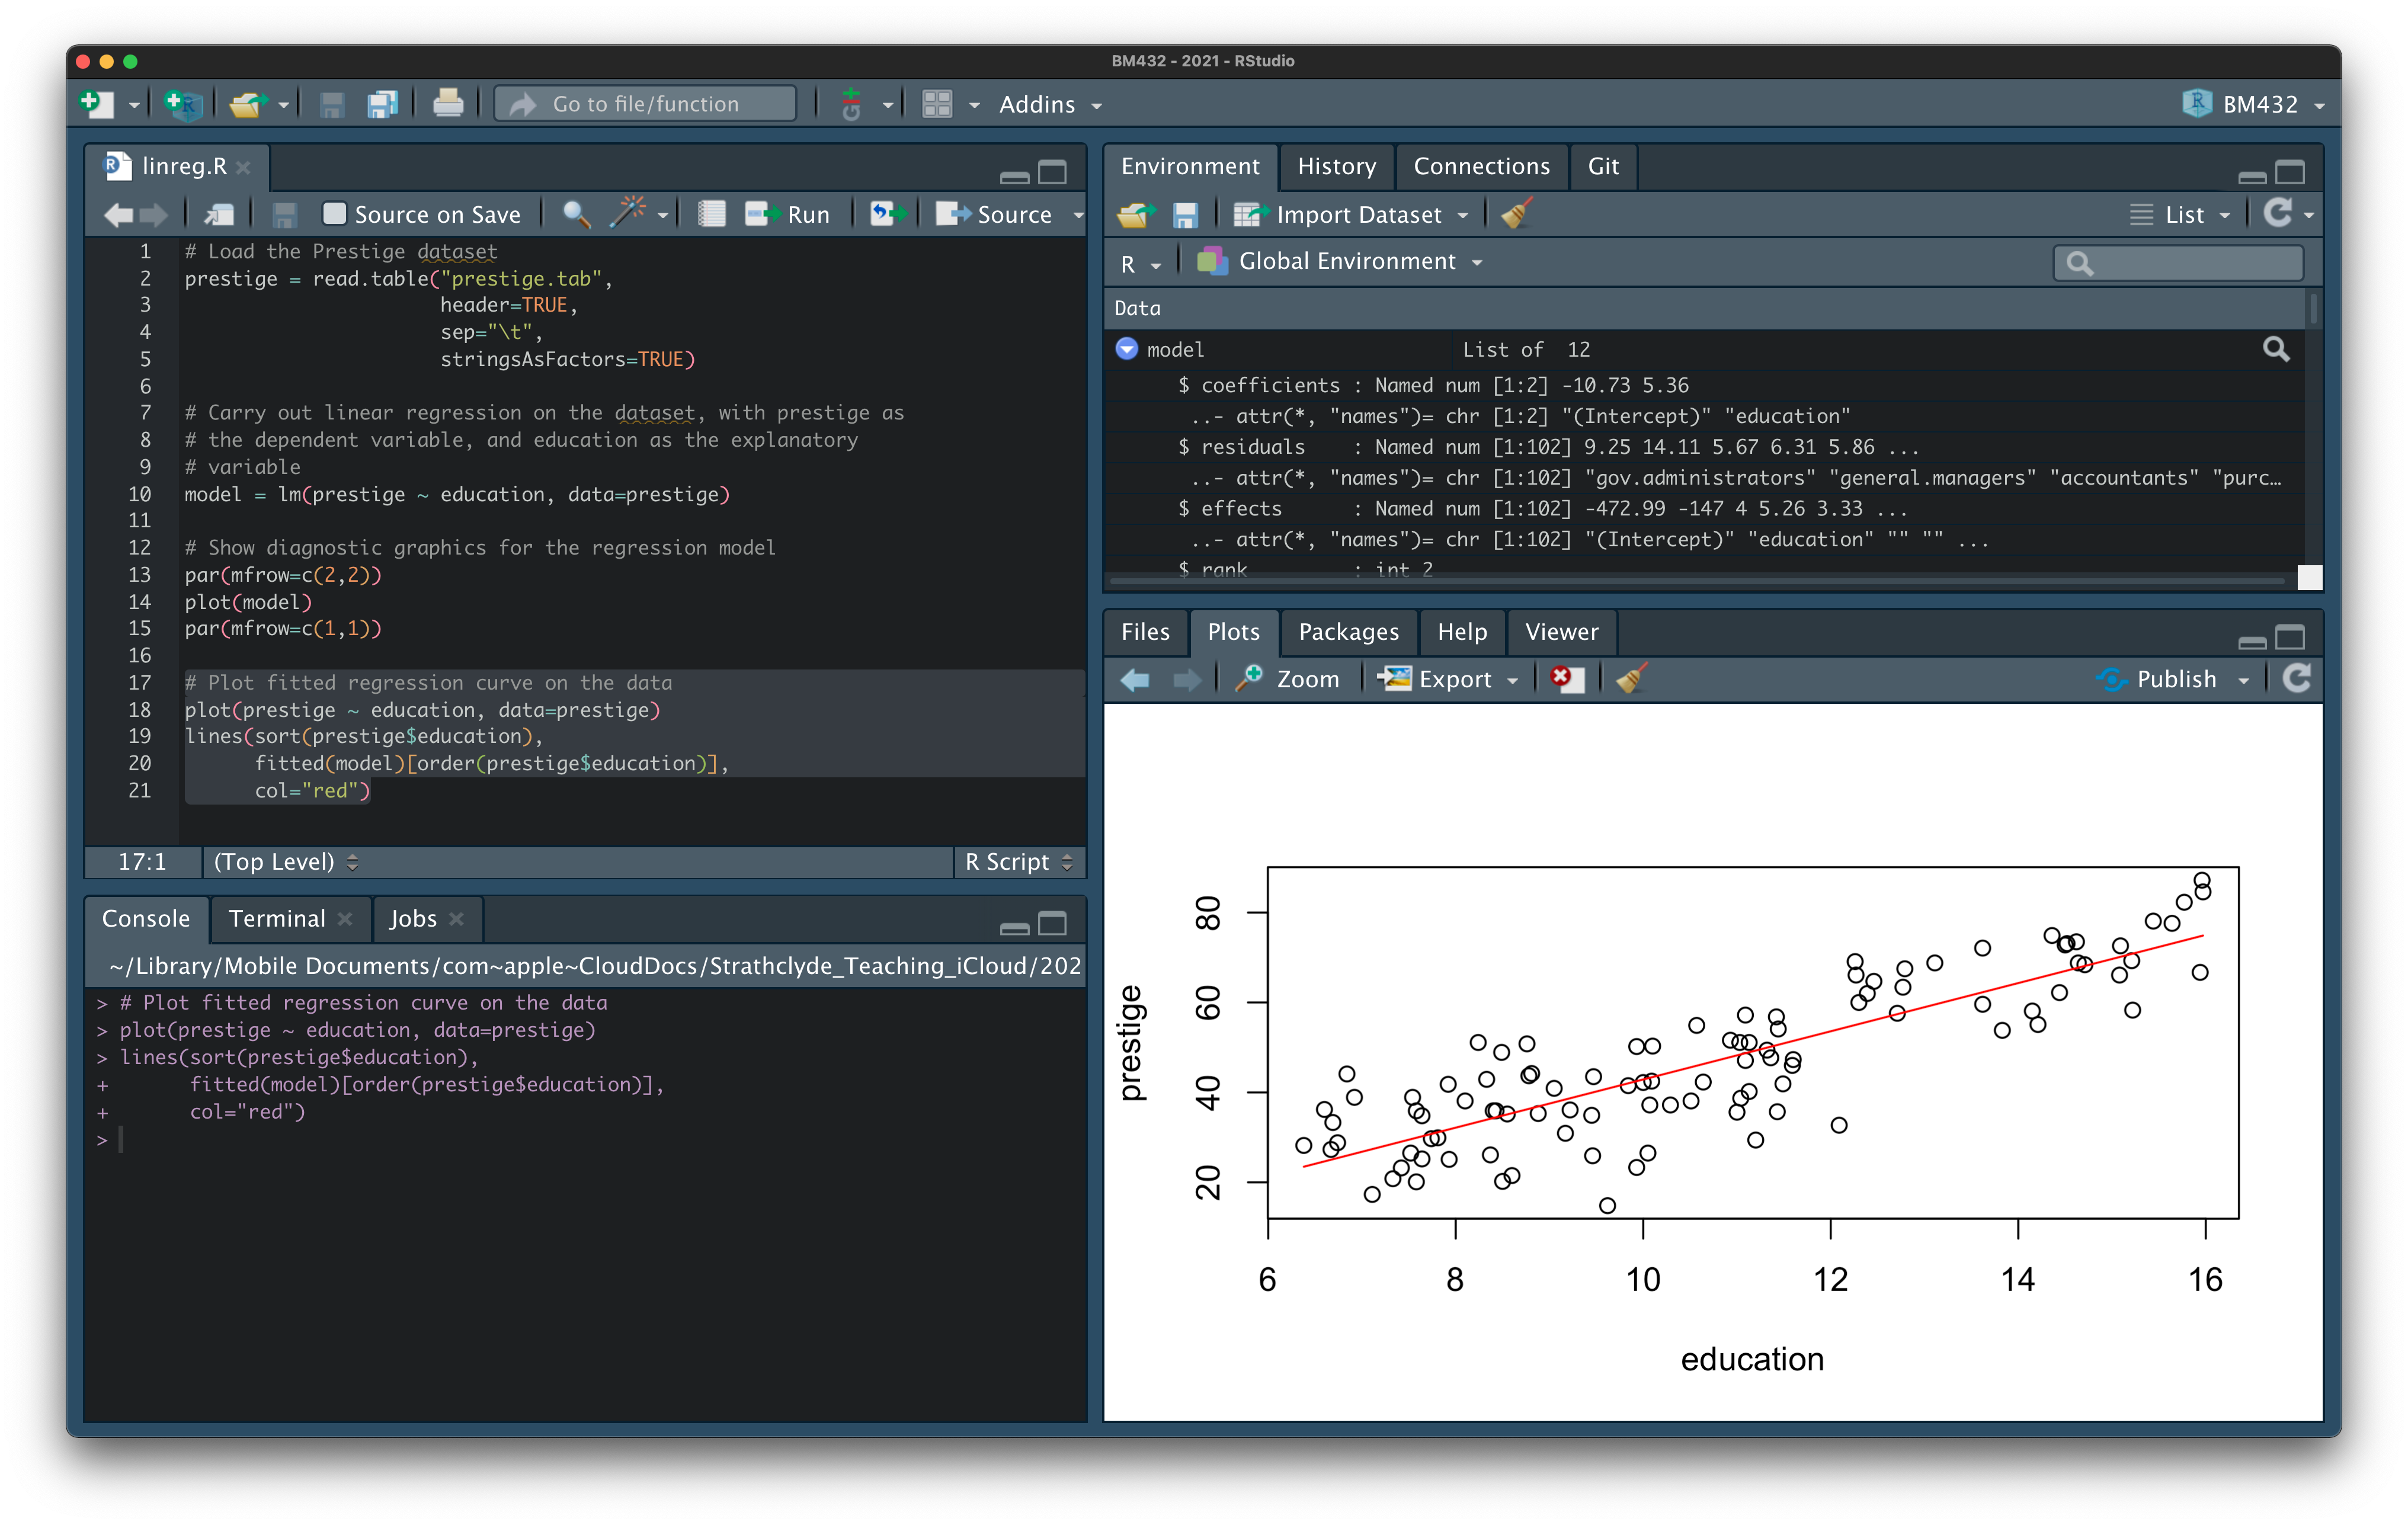 BM432 - 2021 - RStudio
Go to file/function
Addins
BM432
linreg.R
Source on Save
Run
Source
1 # Load the Prestige dataset
2 prestige = read.table("prestige.tab",
3 header=TRUE,
4 sep="\t",
5 stringsAsFactors=TRUE)
6
7 # Carry out linear regression on the dataset, with prestige as
8 # the dependent variable, and education as the explanatory
9 # variable
10 model = lm(prestige ~ education, data=prestige)
11
12 # Show diagnostic graphics for the regression model
13 par(mfrow=c(2,2))
14 plot(model)
15 par(mfrow=c(1,1))
16
17 # Plot fitted regression curve on the data
18 plot(prestige ~ education, data=prestige)
19 lines(sort(prestige$education),
20 fitted(model)[order(prestige$education)],
21 col="red")
17:1 (Top Level) R Script
Console Terminal Jobs
~/Library/Mobile Documents/com~apple~CloudDocs/Strathclyde_Teaching_iCloud/202
> # Plot fitted regression curve on the data
> plot(prestige ~ education, data=prestige)
> lines(sort(prestige$education),
+ fitted(model)[order(prestige$education)],
+ col="red")
>
Environment History Connections Git
Import Dataset
List
R Global Environment
Data
model List of 12
$ coefficients : Named num [1:2] -10.73 5.36
..- attr(*, "names")= chr [1:2] "(Intercept)" "education"
$ residuals : Named num [1:102] 9.25 14.11 5.67 6.31 5.86 ...
..- attr(*, "names")= chr [1:102] "gov.administrators" "general.managers" "accountants" "purc…
$ effects : Named num [1:102] -472.99 -147 4 5.26 3.33 ...
..- attr(*, "names")= chr [1:102] "(Intercept)" "education" "" "" ...
$ rank : int 2
Files Plots Packages Help Viewer
Zoom Export Publish
prestige
80
60
40
20
6 8 10 12 14 16
education